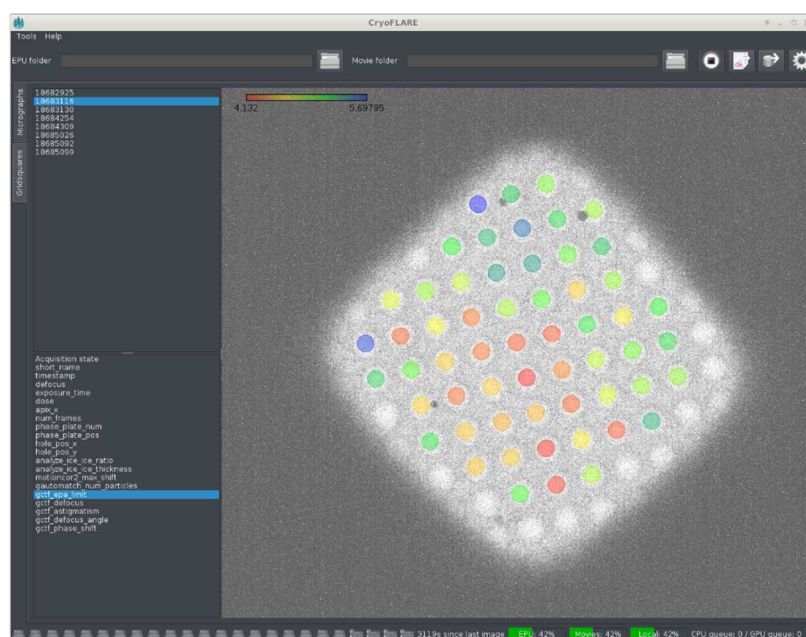 CryoFLARE
Tools Help
EPU folder
Movie folder
Micrographs
Gridsquares
18682925
18683116
18683130
18684254
18684309
18685026
18685092
18685099
4.132 5.69795
Acquisition state
short_name
timestamp
defocus
exposure_time
dose
apix_x
num_frames
phase_plate_num
phase_plate_pos
hole_pos_x
hole_pos_y
analyze_ice_ice_ratio
analyze_ice_ice_thickness
motioncor2_max_shift
gautomatch_num_particles
gctf_epa_limit
gctf_defocus
gctf_astigmatism
gctf_defocus_angle
gctf_phase_shift
3119s since last image EPU: 42% Movies: 42% Local: 42% CPU queue: 0 / GPU queue: 0